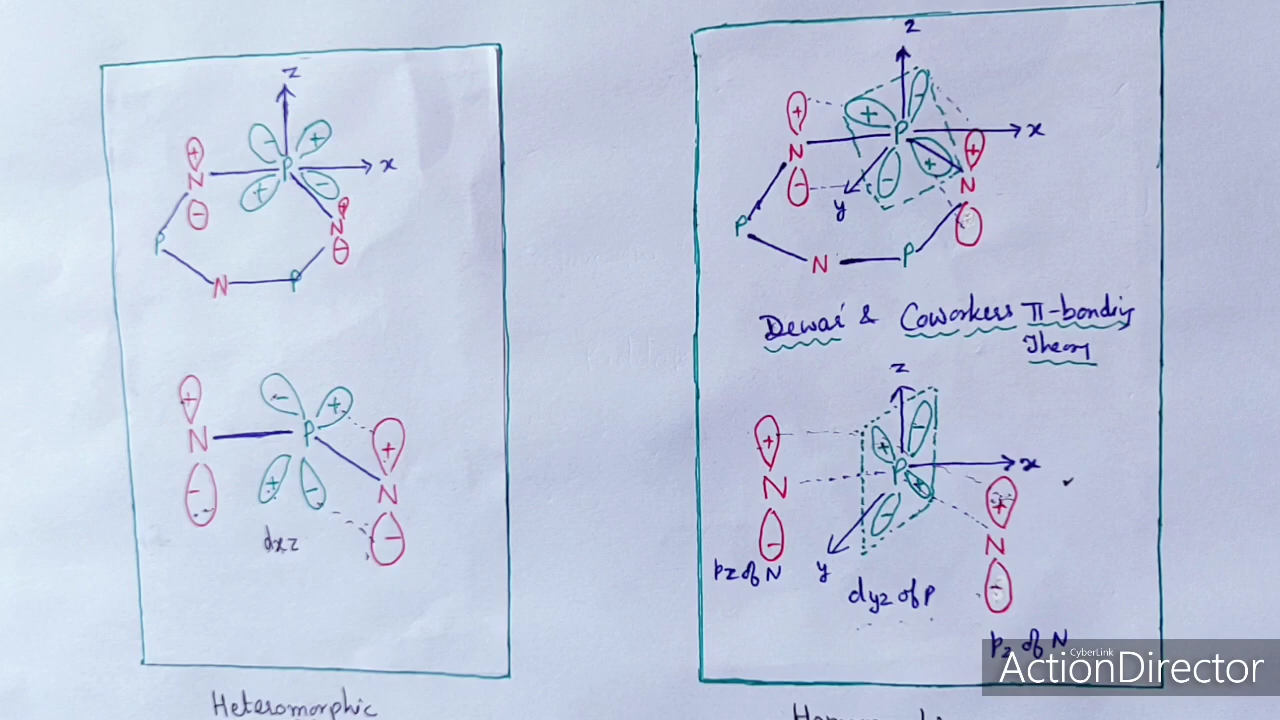 z
- +
+ P → x
N + -
- N
P
N P
+ - +
N P +
- + - N
dxz -
Heteromorphic
z
+ + -
N P x
- - + +
y N
P
N P
Dewar & Coworkers π-bonding
Theory
z
+ + -
N P x
- - + +
N
pz of N y -
dyz of P
pz of N
CyberLink
ActionDirector